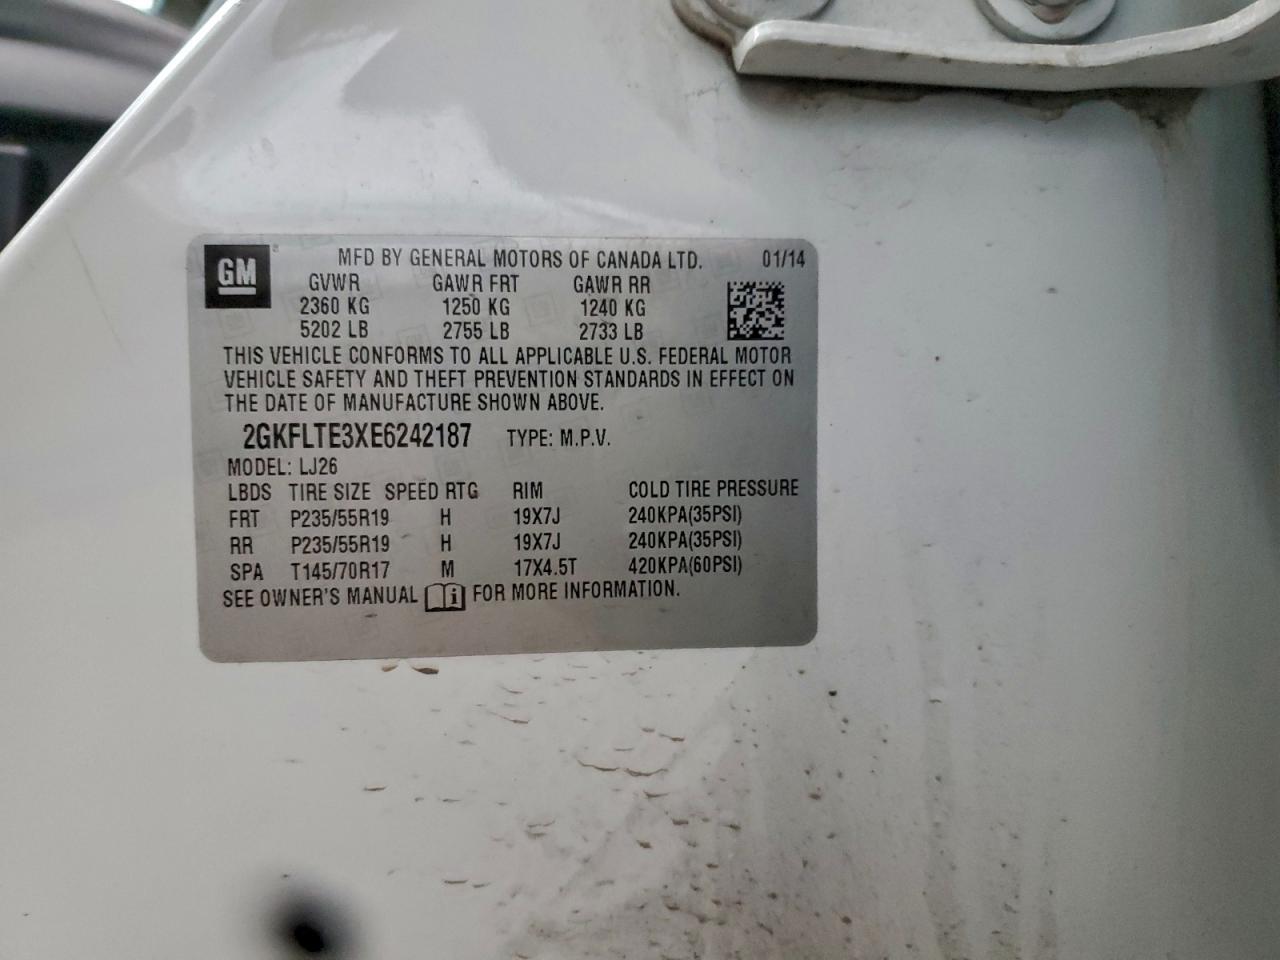 GM MFD BY GENERAL MOTORS OF CANADA LTD. 01/14
GVWR GAWR FRT GAWR RR
2360 KG 1250 KG 1240 KG
5202 LB 2755 LB 2733 LB
THIS VEHICLE CONFORMS TO ALL APPLICABLE U.S. FEDERAL MOTOR
VEHICLE SAFETY AND THEFT PREVENTION STANDARDS IN EFFECT ON
THE DATE OF MANUFACTURE SHOWN ABOVE.
2GKFLTE3XE6242187 TYPE: M.P.V.
MODEL: LJ26
LBDS TIRE SIZE SPEED RTG RIM COLD TIRE PRESSURE
FRT P235/55R19 H 19X7J 240KPA(35PSI)
RR P235/55R19 H 19X7J 240KPA(35PSI)
SPA T145/70R17 M 17X4.5T 420KPA(60PSI)
SEE OWNER'S MANUAL i FOR MORE INFORMATION.